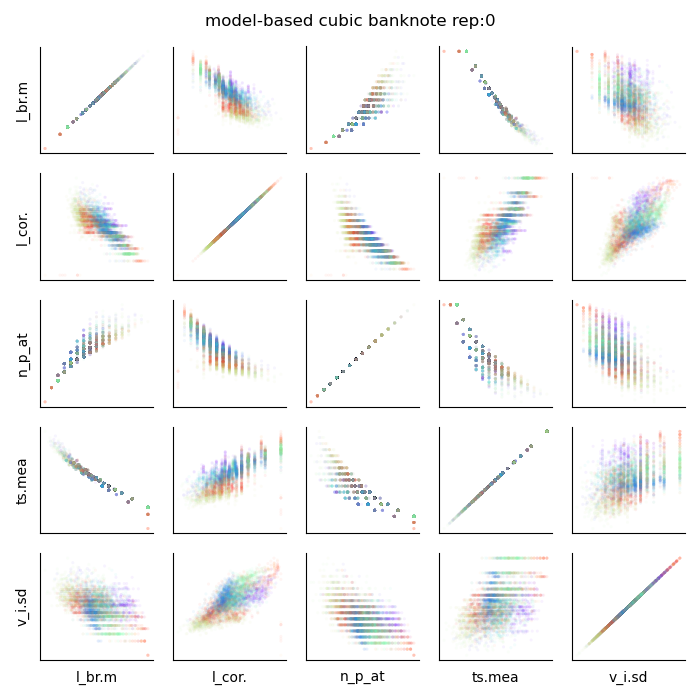 model-based cubic banknote rep:0
l_br.m
l_cor.
n_p_at
ts.mea
v_i.sd
l_br.m
l_cor.
n_p_at
ts.mea
v_i.sd